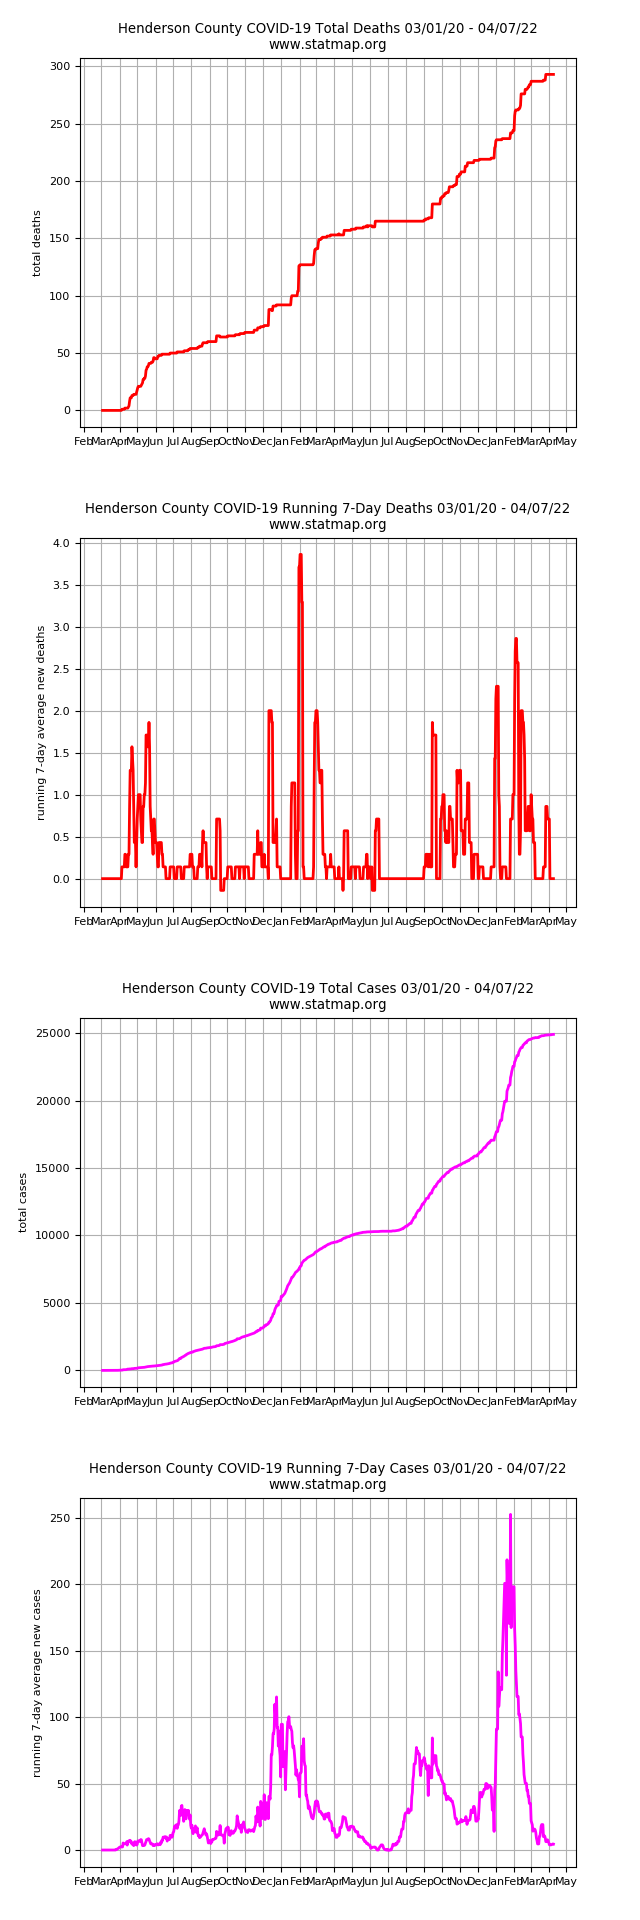 Henderson County COVID-19 Total Deaths 03/01/20 - 04/07/22
www.statmap.org
300
250
200
150
100
50
0
total deaths
Feb Mar Apr May Jun Jul Aug Sep Oct Nov Dec Jan Feb Mar Apr May Jun Jul Aug Sep Oct Nov Dec Jan Feb Mar Apr May
Henderson County COVID-19 Running 7-Day Deaths 03/01/20 - 04/07/22
www.statmap.org
4.0
3.5
3.0
2.5
2.0
1.5
1.0
0.5
0.0
running 7-day average new deaths
Feb Mar Apr May Jun Jul Aug Sep Oct Nov Dec Jan Feb Mar Apr May Jun Jul Aug Sep Oct Nov Dec Jan Feb Mar Apr May
Henderson County COVID-19 Total Cases 03/01/20 - 04/07/22
www.statmap.org
25000
20000
15000
10000
5000
0
total cases
Feb Mar Apr May Jun Jul Aug Sep Oct Nov Dec Jan Feb Mar Apr May Jun Jul Aug Sep Oct Nov Dec Jan Feb Mar Apr May
Henderson County COVID-19 Running 7-Day Cases 03/01/20 - 04/07/22
www.statmap.org
250
200
150
100
50
0
running 7-day average new cases
Feb Mar Apr May Jun Jul Aug Sep Oct Nov Dec Jan Feb Mar Apr May Jun Jul Aug Sep Oct Nov Dec Jan Feb Mar Apr May